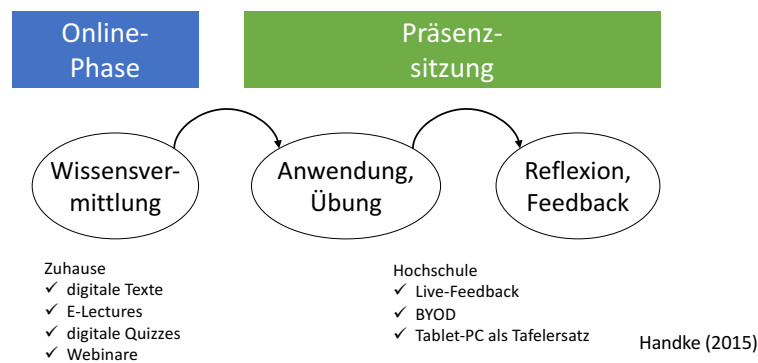 Online-
Phase
Präsenz-
sitzung
Wissensver-
mittlung
Anwendung,
Übung
Reflexion,
Feedback
Zuhause
✓ digitale Texte
✓ E-Lectures
✓ digitale Quizzes
✓ Webinare
Hochschule
✓ Live-Feedback
✓ BYOD
✓ Tablet-PC als Tafelersatz
Handke (2015)